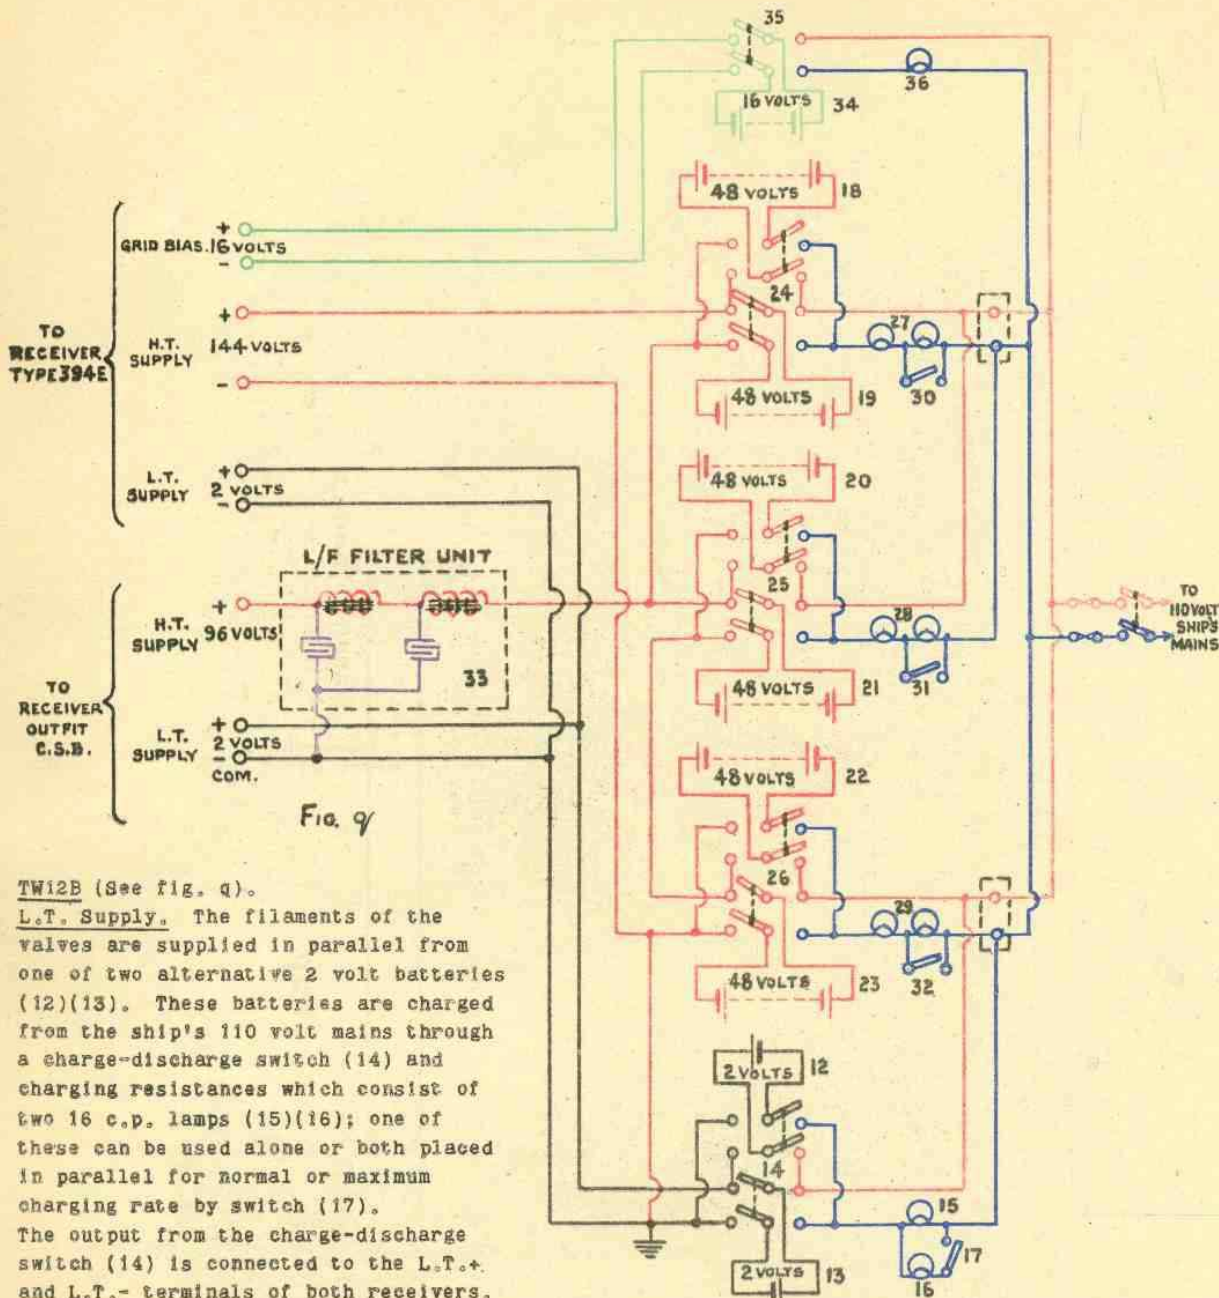 35
36
16 VOLTS 34
48 VOLTS 18
TO RECEIVER TYPE 394E
GRID BIAS. 16 VOLTS
+
-
24
H.T. SUPPLY 144 VOLTS
+
-
27
30
48 VOLTS 19
L.T. SUPPLY 2 VOLTS
+
-
48 VOLTS 20
25
28
31
48 VOLTS 21
L/F FILTER UNIT
33
TO 110 VOLT SHIP'S MAINS
TO RECEIVER OUTFIT C.S.B.
H.T. SUPPLY 96 VOLTS
+
L.T. SUPPLY 2 VOLTS
+
-
COM.
48 VOLTS 22
26
29
32
48 VOLTS 23
FIG. q
2 VOLTS 12
14
15
17
16
2 VOLTS 13
TW12B (See fig. q).
L.T. Supply. The filaments of the
valves are supplied in parallel from
one of two alternative 2 volt batteries
(12)(13). These batteries are charged
from the ship's 110 volt mains through
a charge-discharge switch (14) and
charging resistances which consist of
two 16 c.p. lamps (15)(16); one of
these can be used alone or both placed
in parallel for normal or maximum
charging rate by switch (17).
The output from the charge-discharge
switch (14) is connected to the L.T.+
and L.T.- terminals of both receivers.